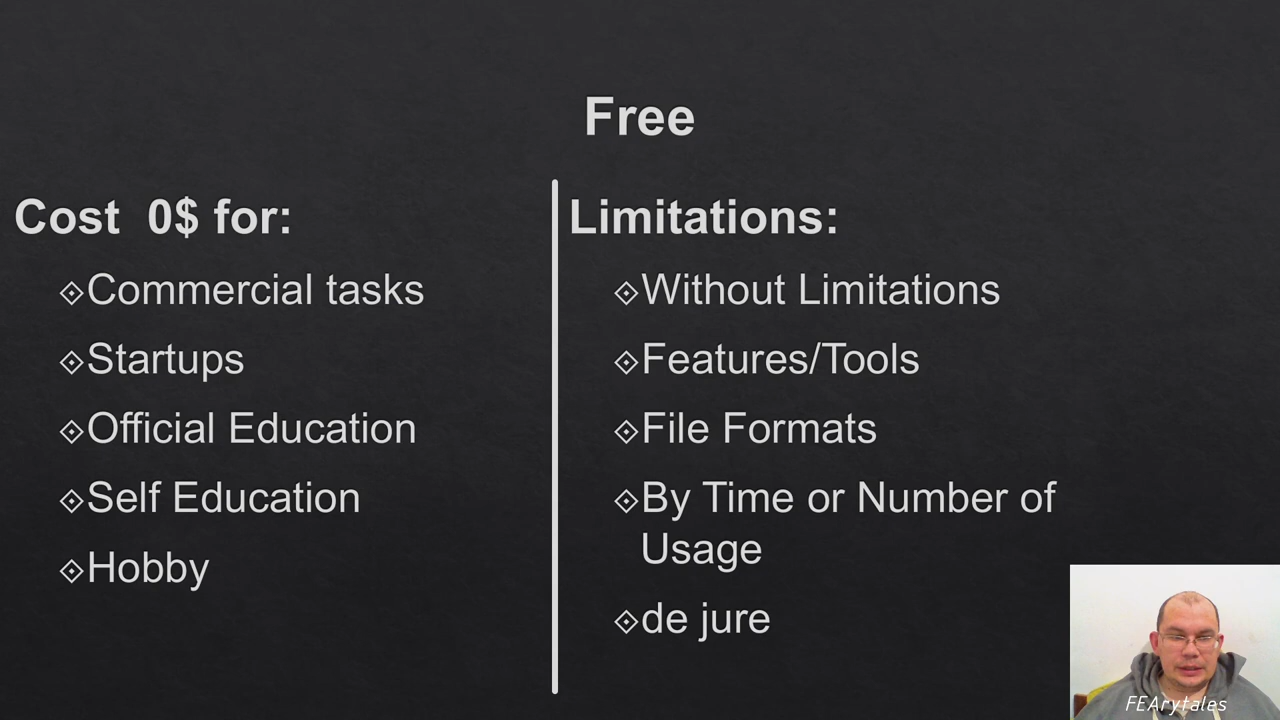 Free
Cost 0$ for:
Commercial tasks
Startups
Official Education
Self Education
Hobby
Limitations:
Without Limitations
Features/Tools
File Formats
By Time or Number of
Usage
de jure
FEArytales